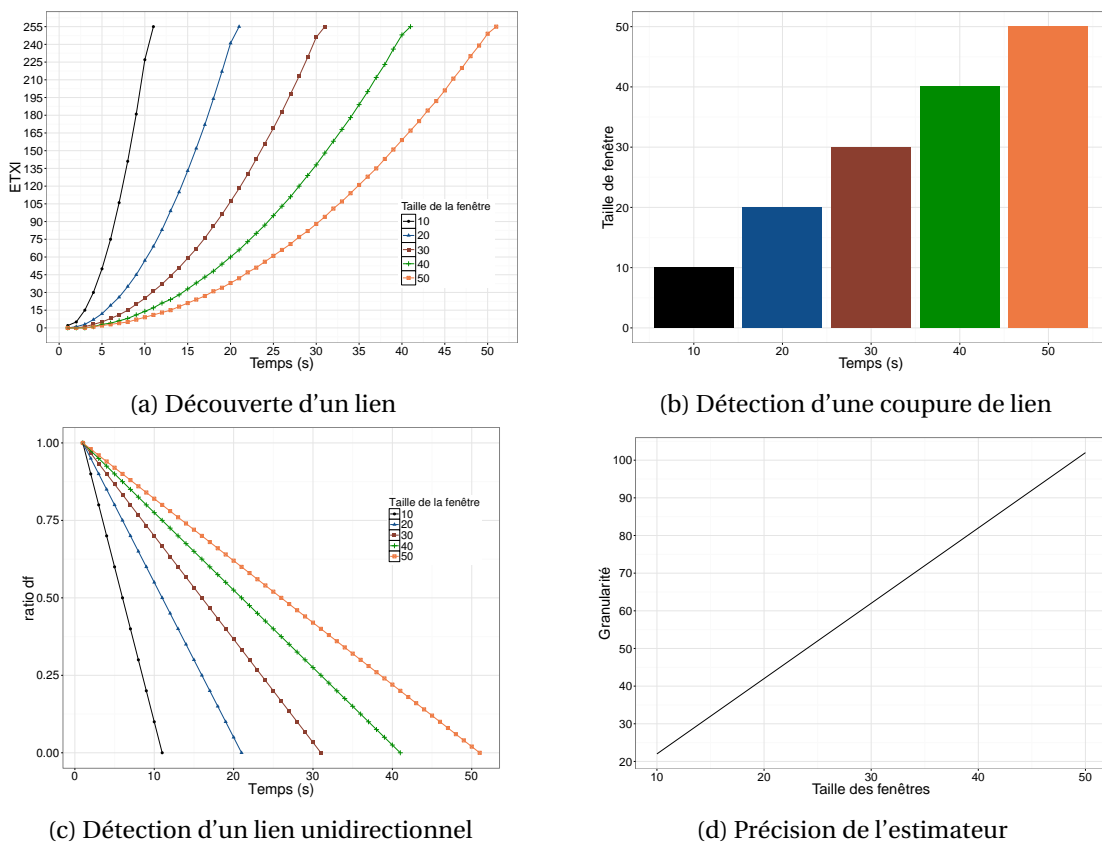 255
240
225
210
195
180
165
150
135
120
105
90
75
60
45
30
15
0
ETXI
0 5 10 15 20 25 30 35 40 45 50
Temps (s)
Taille de la fenêtre
10
20
30
40
50
(a) Découverte d'un lien
50
40
30
20
10
0
Taille de fenêtre
10 20 30 40 50
Temps (s)
(b) Détection d'une coupure de lien
1.00
0.75
0.50
0.25
0.00
ratio df
0 10 20 30 40 50
Temps (s)
Taille de la fenêtre
10
20
30
40
50
(c) Détection d'un lien unidirectionnel
100
90
80
70
60
50
40
30
20
Granularité
10 20 30 40 50
Taille des fenêtres
(d) Précision de l'estimateur